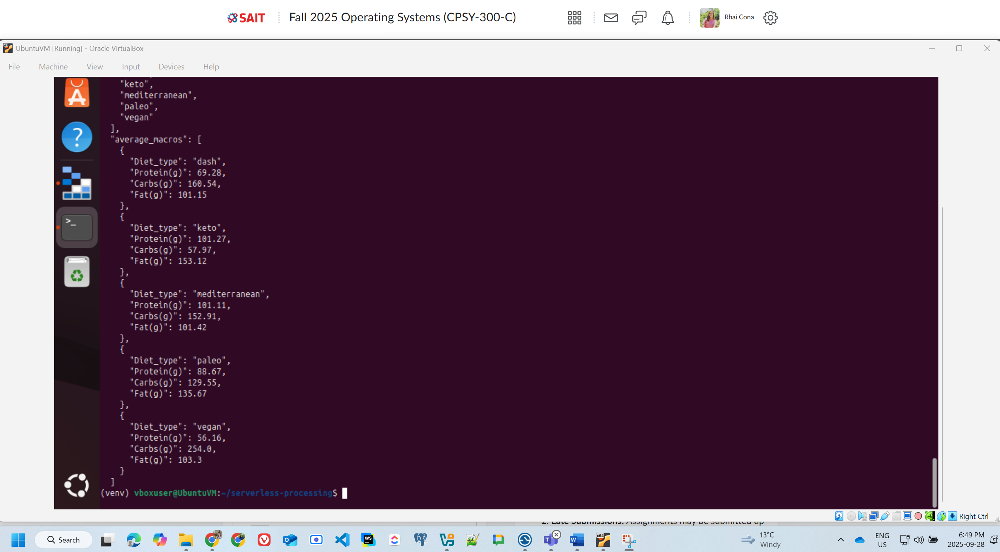 SAIT
Fall 2025 Operating Systems (CPSY-300-C)
Rhai Cona
UbuntuVM [Running] - Oracle VirtualBox
File Machine View Input Devices Help
"keto",
"mediterranean",
"paleo",
"vegan"
],
"average_macros": [
{
"Diet_type": "dash",
"Protein(g)": 69.28,
"Carbs(g)": 160.54,
"Fat(g)": 101.15
},
{
"Diet_type": "keto",
"Protein(g)": 101.27,
"Carbs(g)": 57.97,
"Fat(g)": 153.12
},
{
"Diet_type": "mediterranean",
"Protein(g)": 101.11,
"Carbs(g)": 152.91,
"Fat(g)": 101.42
},
{
"Diet_type": "paleo",
"Protein(g)": 88.67,
"Carbs(g)": 129.55,
"Fat(g)": 135.67
},
{
"Diet_type": "vegan",
"Protein(g)": 56.16,
"Carbs(g)": 254.0,
"Fat(g)": 103.3
}
]
(venv) vboxuser@UbuntuVM:~/serverless-processing$
Right Ctrl
2. Late Submissions: Assignments may be submitted up
Search
WS
x64
13°C
Windy
ENG
US
6:49 PM
2025-09-28